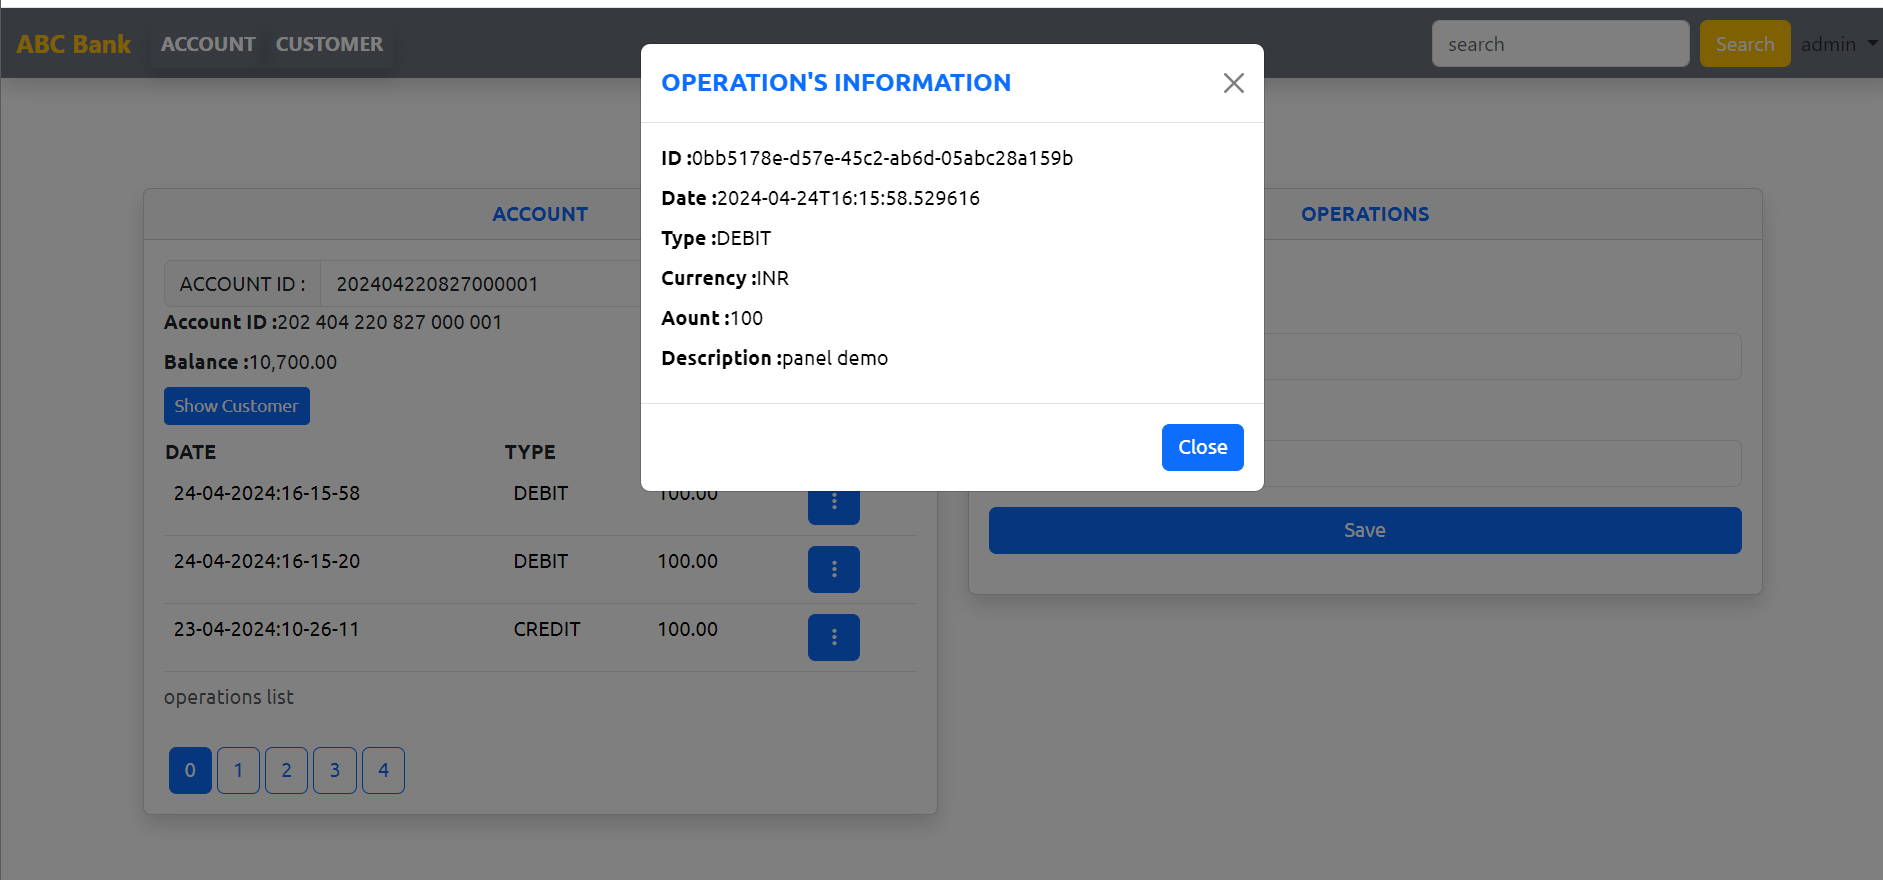 ABC Bank ACCOUNT CUSTOMER search Search admin
OPERATION'S INFORMATION
ID :0bb5178e-d57e-45c2-ab6d-05abc28a159b
Date :2024-04-24T16:15:58.529616
Type :DEBIT
Currency :INR
Aount :100
Description :panel demo
Close
ACCOUNT
ACCOUNT ID : 202404220827000001
Account ID :202 404 220 827 000 001
Balance :10,700.00
Show Customer
DATE TYPE
24-04-2024:16-15-58 DEBIT 100.00
24-04-2024:16-15-20 DEBIT 100.00
23-04-2024:10-26-11 CREDIT 100.00
operations list
0 1 2 3 4
OPERATIONS
Save